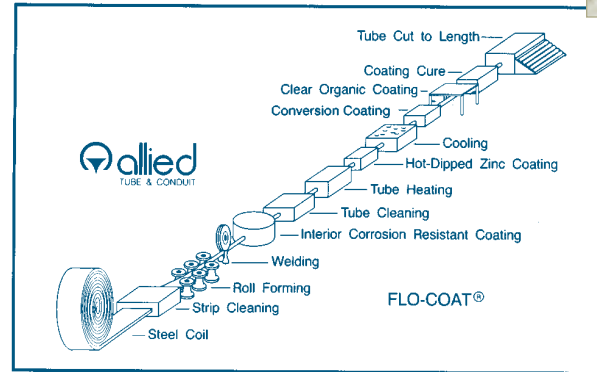 Tube Cut to Length
Coating Cure
Clear Organic Coating
Conversion Coating
Cooling
Hot-Dipped Zinc Coating
Tube Heating
Tube Cleaning
Interior Corrosion Resistant Coating
Welding
Roll Forming
Strip Cleaning
Steel Coil
allied
TUBE & CONDUIT
FLO-COAT®